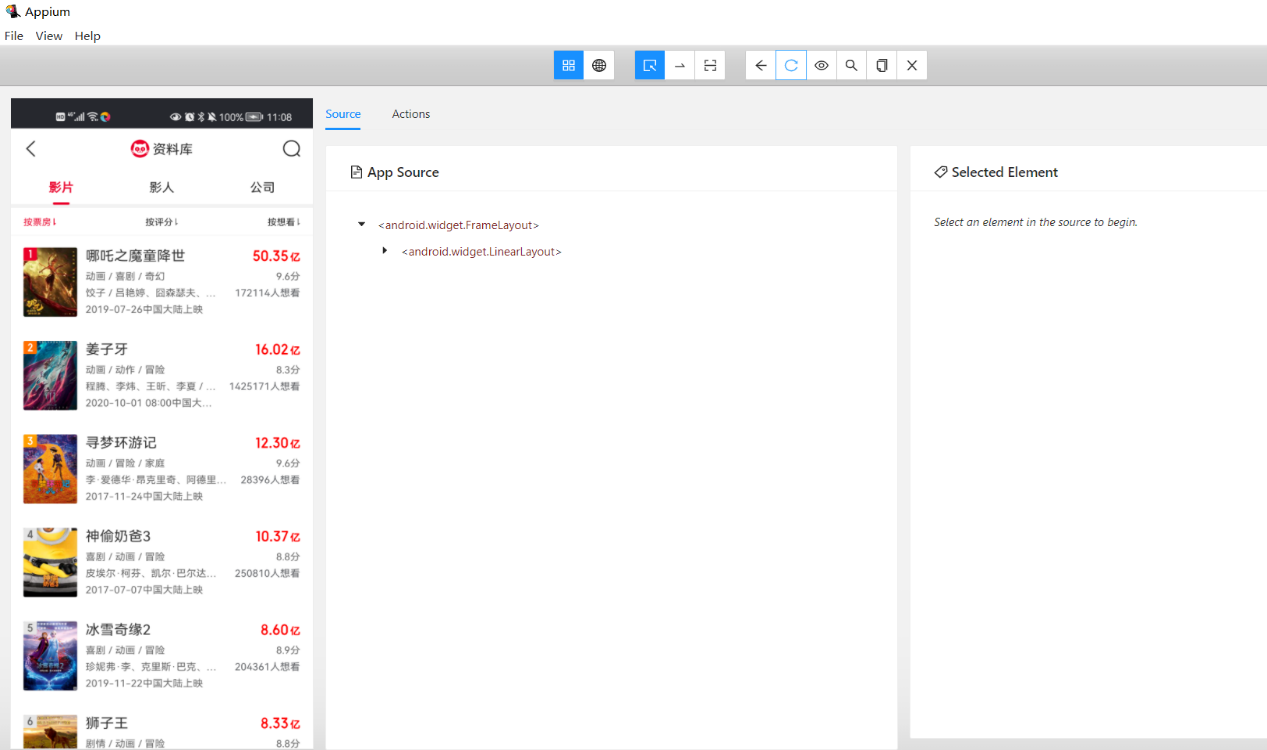 Appium
File View Help
100% 11:08
资料库
影片 影人 公司
按票房↓ 按评分↓ 按想看↓
1
哪吒之魔童降世 50.35亿
动画 / 喜剧 / 奇幻 9.6分
饺子 / 吕艳婷、囧森瑟夫、... 172114人想看
2019-07-26中国大陆上映
2
姜子牙 16.02亿
动画 / 动作 / 冒险 8.3分
程腾、李炜、王昕、李夏 / ... 1425171人想看
2020-10-01 08:00中国大...
3
寻梦环游记 12.30亿
动画 / 冒险 / 家庭 9.6分
李·爱德华·昂克里奇、阿德里... 28396人想看
2017-11-24中国大陆上映
4
神偷奶爸3 10.37亿
喜剧 / 动画 / 冒险 8.8分
皮埃尔·柯芬、凯尔·巴尔达... 250810人想看
2017-07-07中国大陆上映
5
冰雪奇缘2 8.60亿
喜剧 / 动画 / 冒险 8.9分
珍妮弗·李、克里斯·巴克、... 204361人想看
2019-11-22中国大陆上映
6
狮子王 8.33亿
剧情 / 动画 / 冒险 8.8分
Source Actions
App Source
<android.widget.FrameLayout>
<android.widget.LinearLayout>
Selected Element
Select an element in the source to begin.